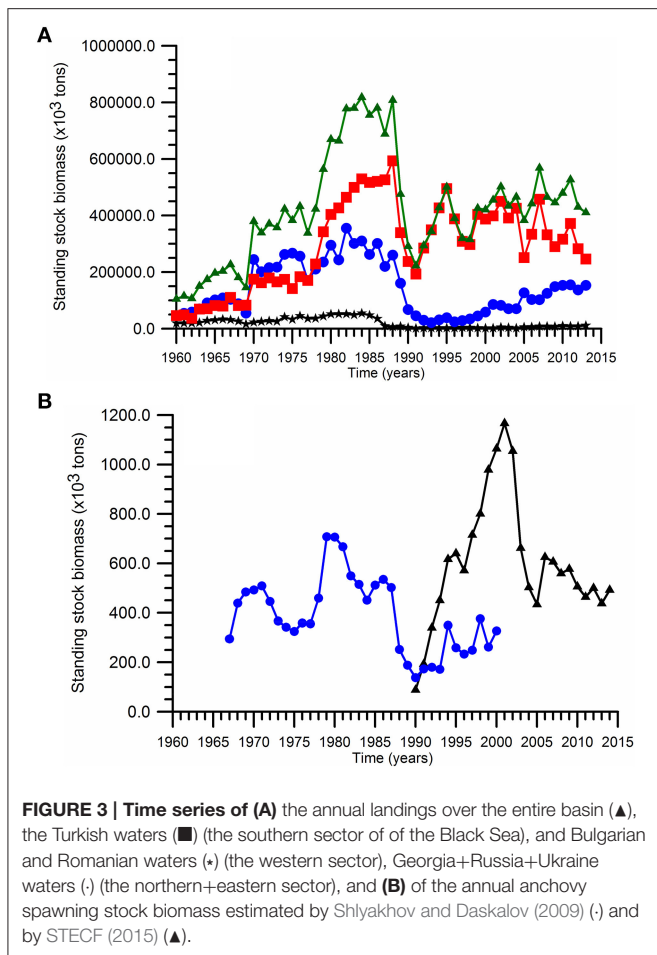 A
1000000.0
800000.0
600000.0
400000.0
200000.0
0.0
Standing stock biomass (x10³ tons)
1960 1965 1970 1975 1980 1985 1990 1995 2000 2005 2010 2015
Time (years)
B
1200.0
1000.0
800.0
600.0
400.0
200.0
0.0
Standing stock biomass (x10³ tons)
1960 1965 1970 1975 1980 1985 1990 1995 2000 2005 2010 2015
Time (years)
FIGURE 3 | Time series of (A) the annual landings over the entire basin (▲),
the Turkish waters (■) (the southern sector of of the Black Sea), and Bulgarian
and Romanian waters (⋆) (the western sector), Georgia+Russia+Ukraine
waters (·) (the northern+eastern sector), and (B) of the annual anchovy
spawning stock biomass estimated by Shlyakhov and Daskalov (2009) (·) and
by STECF (2015) (▲).